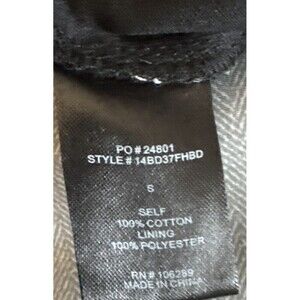 PO # 24801
STYLE # 14BD37FHBD
S
SELF
100% COTTON
LINING
100% POLYESTER
RN # 106289
MADE IN CHINA